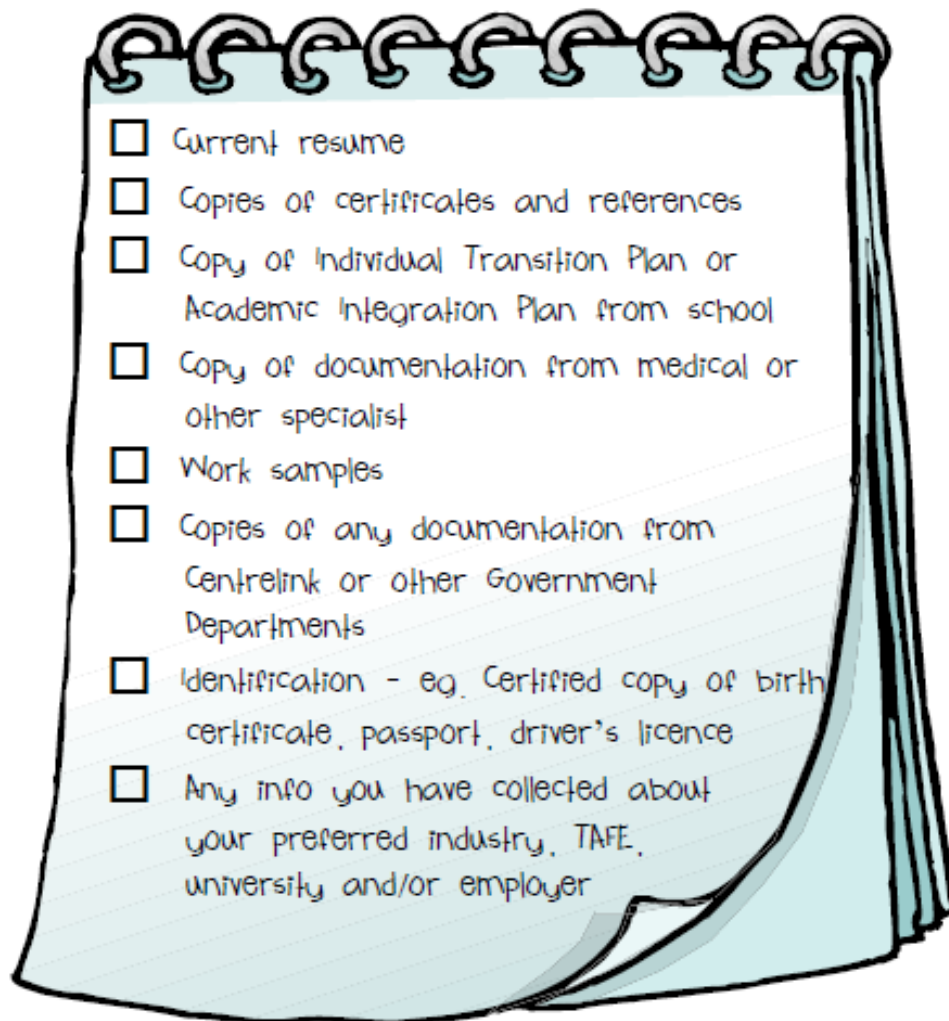 Current resume
Copies of certificates and references
Copy of Individual Transition Plan or
Academic Integration Plan from school
Copy of documentation from medical or
other specialist
Work samples
Copies of any documentation from
Centrelink or other Government
Departments
Identification - eg. Certified copy of birth
certificate, passport, driver's licence
Any info you have collected about
your preferred industry, TAFE,
university and/or employer